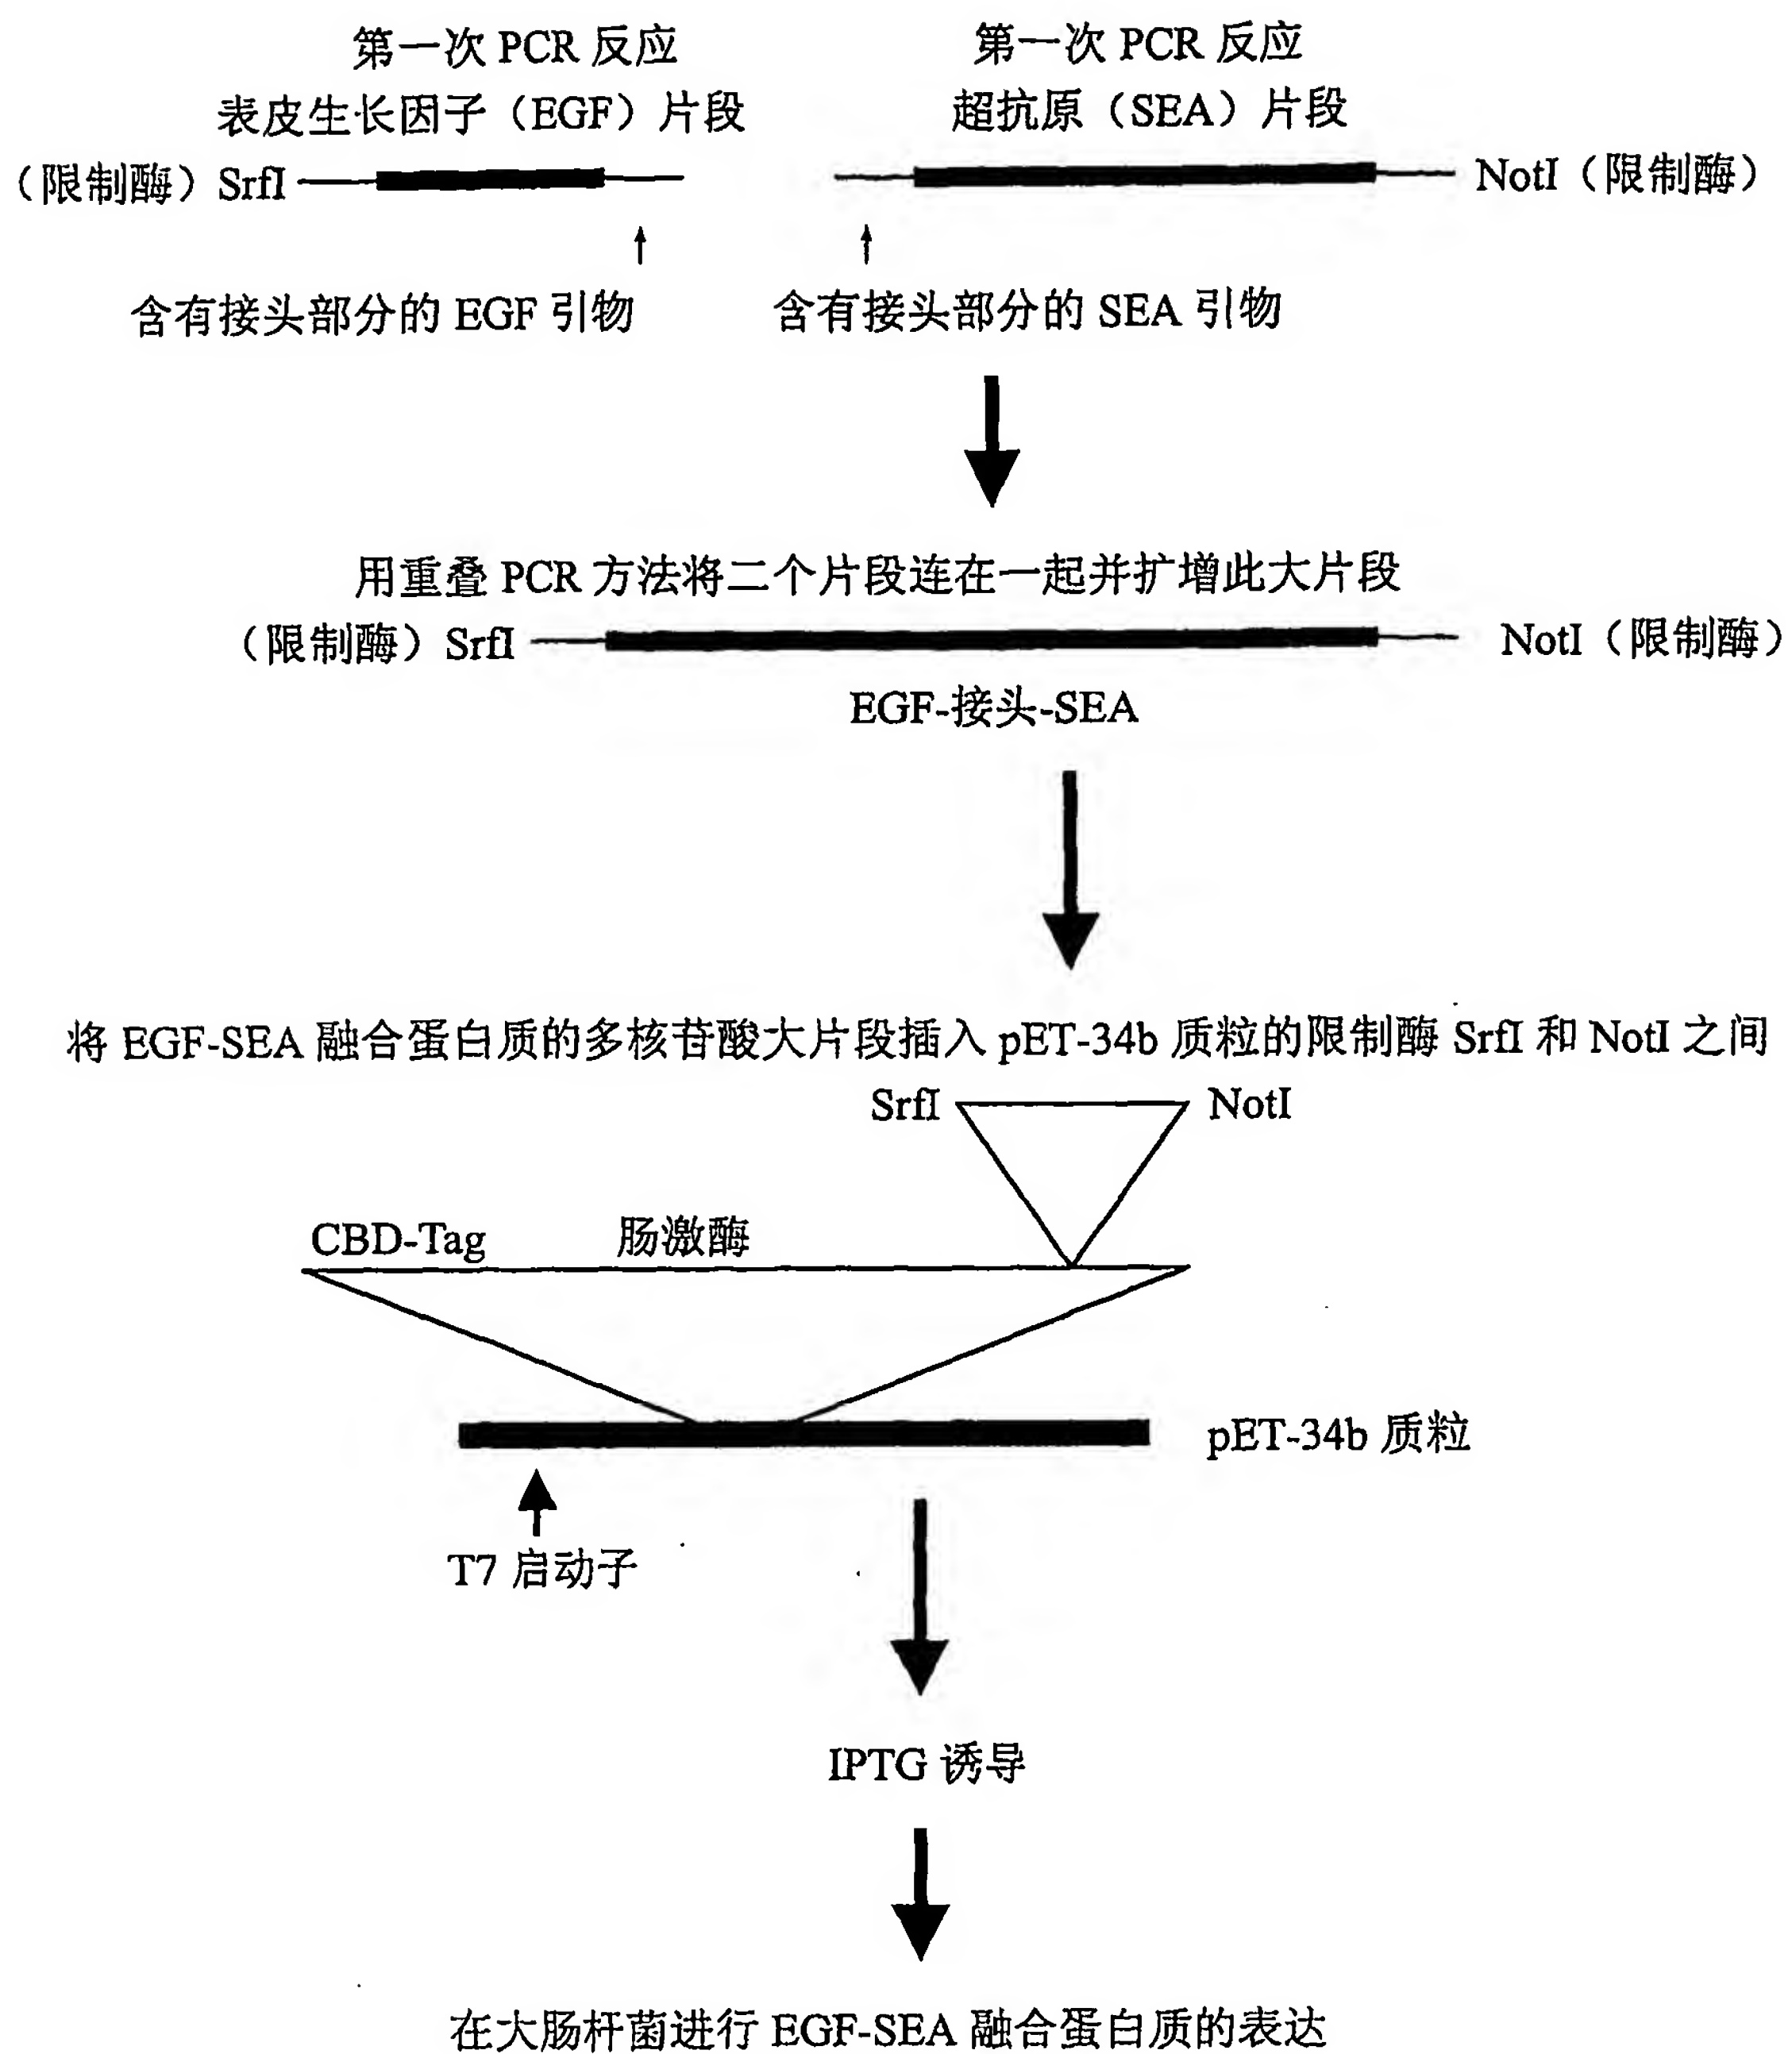 第一次 PCR 反应
表皮生长因子（EGF）片段
（限制酶）SrfI
含有接头部分的 EGF 引物
第一次 PCR 反应
超抗原（SEA）片段
NotI（限制酶）
含有接头部分的 SEA 引物
用重叠 PCR 方法将二个片段连在一起并扩增此大片段
（限制酶）SrfI
NotI（限制酶）
EGF-接头-SEA
将 EGF-SEA 融合蛋白质的多核苷酸大片段插入 pET-34b 质粒的限制酶 SrfI 和 NotI 之间
SrfI
NotI
CBD-Tag
肠激酶
pET-34b 质粒
T7 启动子
IPTG 诱导
在大肠杆菌进行 EGF-SEA 融合蛋白质的表达